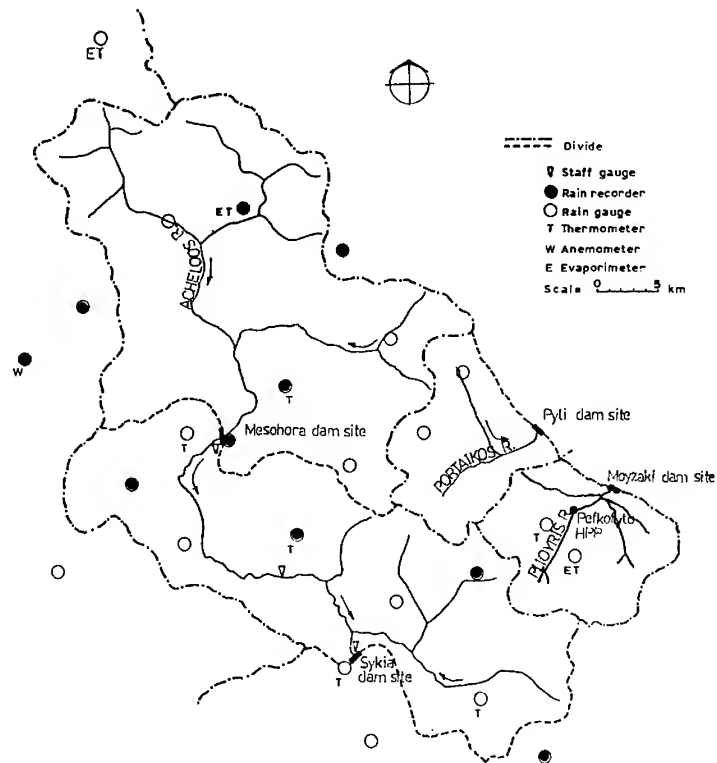 ET
Divide
Staff gauge
Rain recorder
Rain gauge
T Thermometer
W Anemometer
E Evaporimeter
Scale 0 5 km
ET
ACHELOOS R.
W
T
Mesohora dam site
T
Pyli dam site
PORTAIKOS R.
Moyzaki dam site
Pefkofyto
T
T
PLIOYRIS R.
ET
Sykia
dam site
T
T